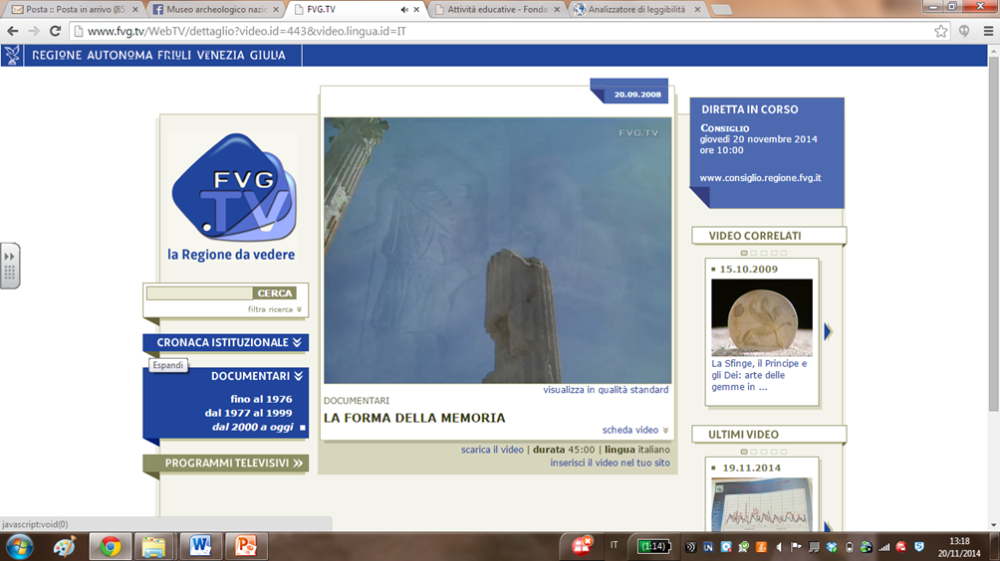 Posta :: Posta in arrivo (85
Museo archeologico nazio
FVG.TV
Attività educative - Fonda
Analizzatore di leggibilità
www.fvg.tv/WebTV/dettaglio?video.id=443&video.lingua.id=IT
REGIONE AUTONOMA FRIULI VENEZIA GIULIA
FVG
.TV
la Regione da vedere
CERCA
filtra ricerca
CRONACA ISTITUZIONALE
Espandi
DOCUMENTARI
fino al 1976
dal 1977 al 1999
dal 2000 a oggi
PROGRAMMI TELEVISIVI
20.09.2008
FVG.TV
visualizza in qualità standard
DOCUMENTARI
LA FORMA DELLA MEMORIA
scheda video
scarica il video | durata 45:00 | lingua italiano
inserisci il video nel tuo sito
DIRETTA IN CORSO
CONSIGLIO
giovedì 20 novembre 2014
ore 10:00
www.consiglio.regione.fvg.it
VIDEO CORRELATI
15.10.2009
La Sfinge, il Principe e
gli Dei: arte delle
gemme in ...
ULTIMI VIDEO
19.11.2014
javascript:void(0)
IT
(1:14)
13:18
20/11/2014